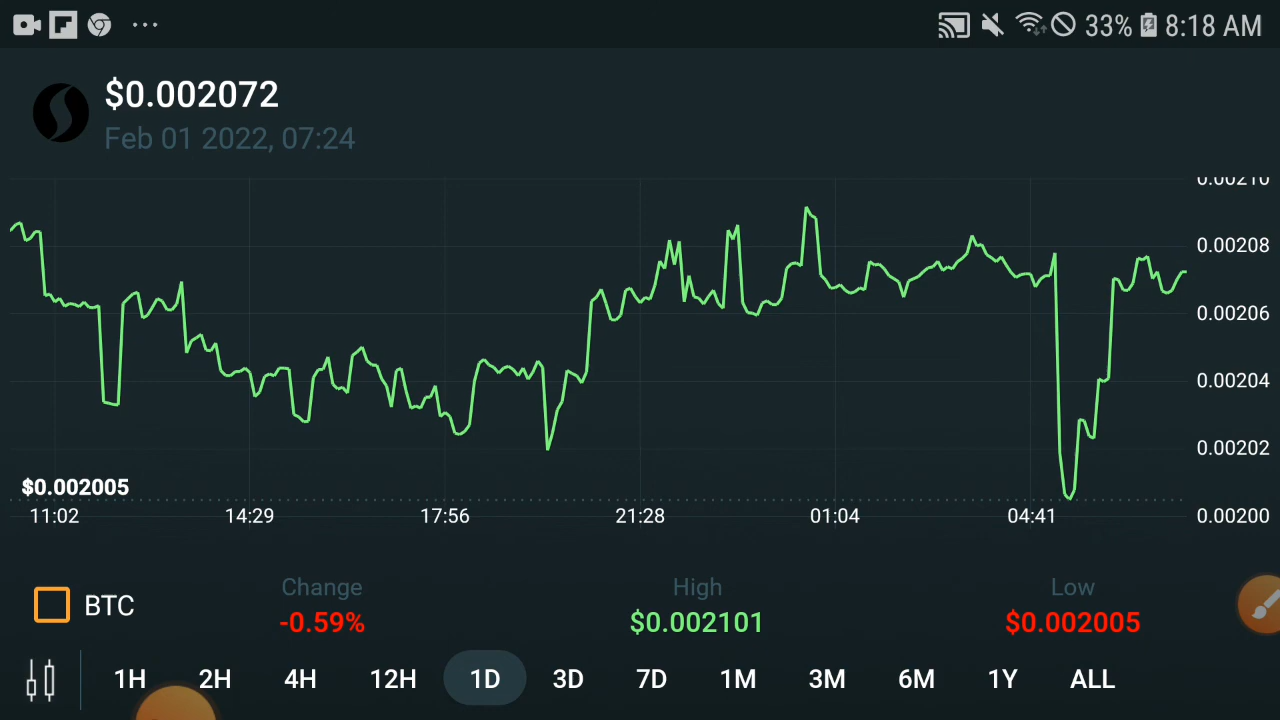 33% 8:18 AM
$0.002072
Feb 01 2022, 07:24
0.00210
0.00208
0.00206
0.00204
0.00202
$0.002005
11:02 14:29 17:56 21:28 01:04 04:41 0.00200
Change High Low
BTC -0.59% $0.002101 $0.002005
1H 2H 4H 12H 1D 3D 7D 1M 3M 6M 1Y ALL